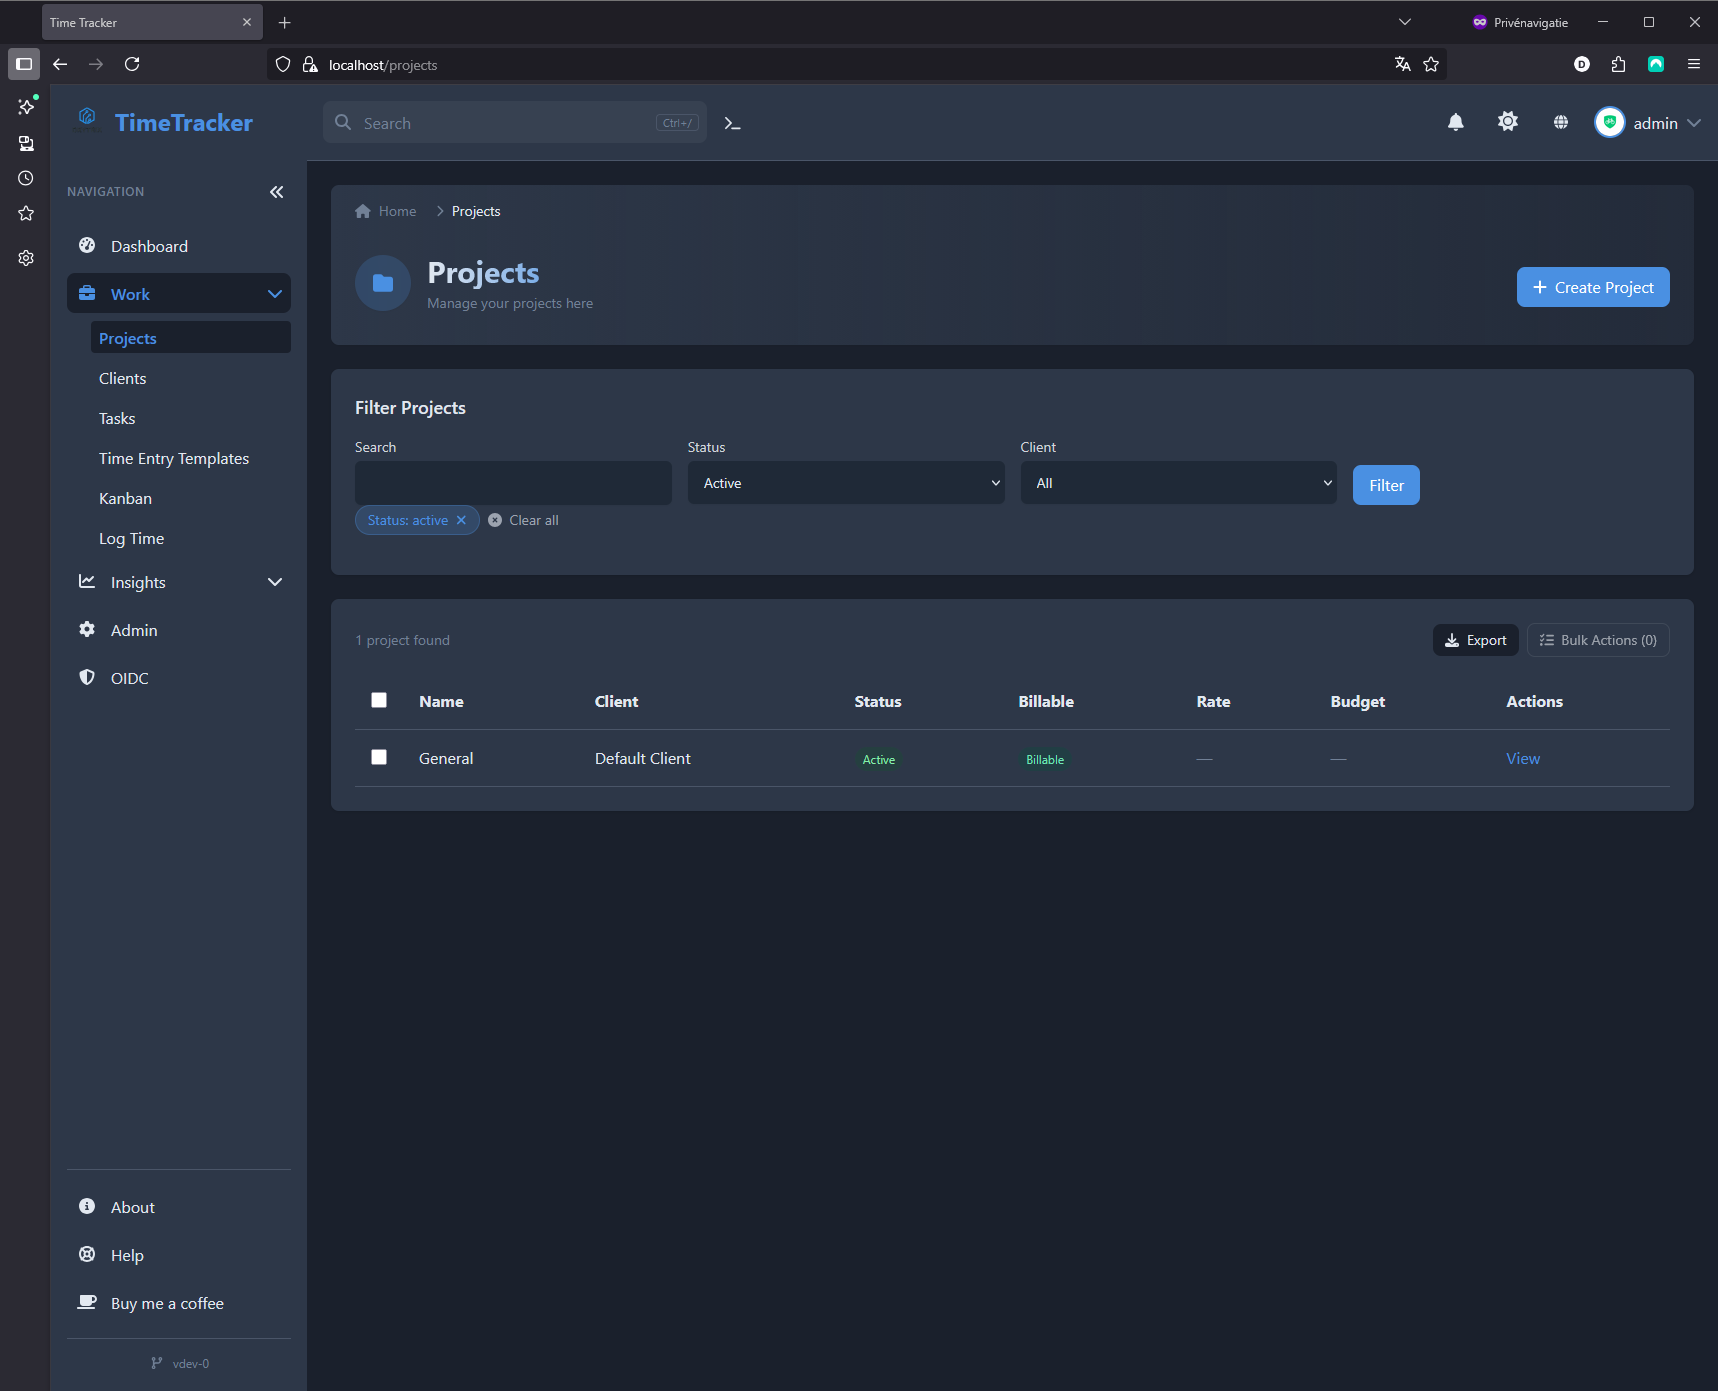 Time Tracker
Privénavigatie
localhost/projects
TimeTracker
Search
Ctrl+/
admin
NAVIGATION
Dashboard
Work
Projects
Clients
Tasks
Time Entry Templates
Kanban
Log Time
Insights
Admin
OIDC
About
Help
Buy me a coffee
vdev-0
Home
Projects
Projects
Manage your projects here
Create Project
Filter Projects
Search
Status
Client
Active
All
Filter
Status: active
Clear all
1 project found
Export
Bulk Actions (0)
Name Client Status Billable Rate Budget Actions
General Default Client Active Billable — — View